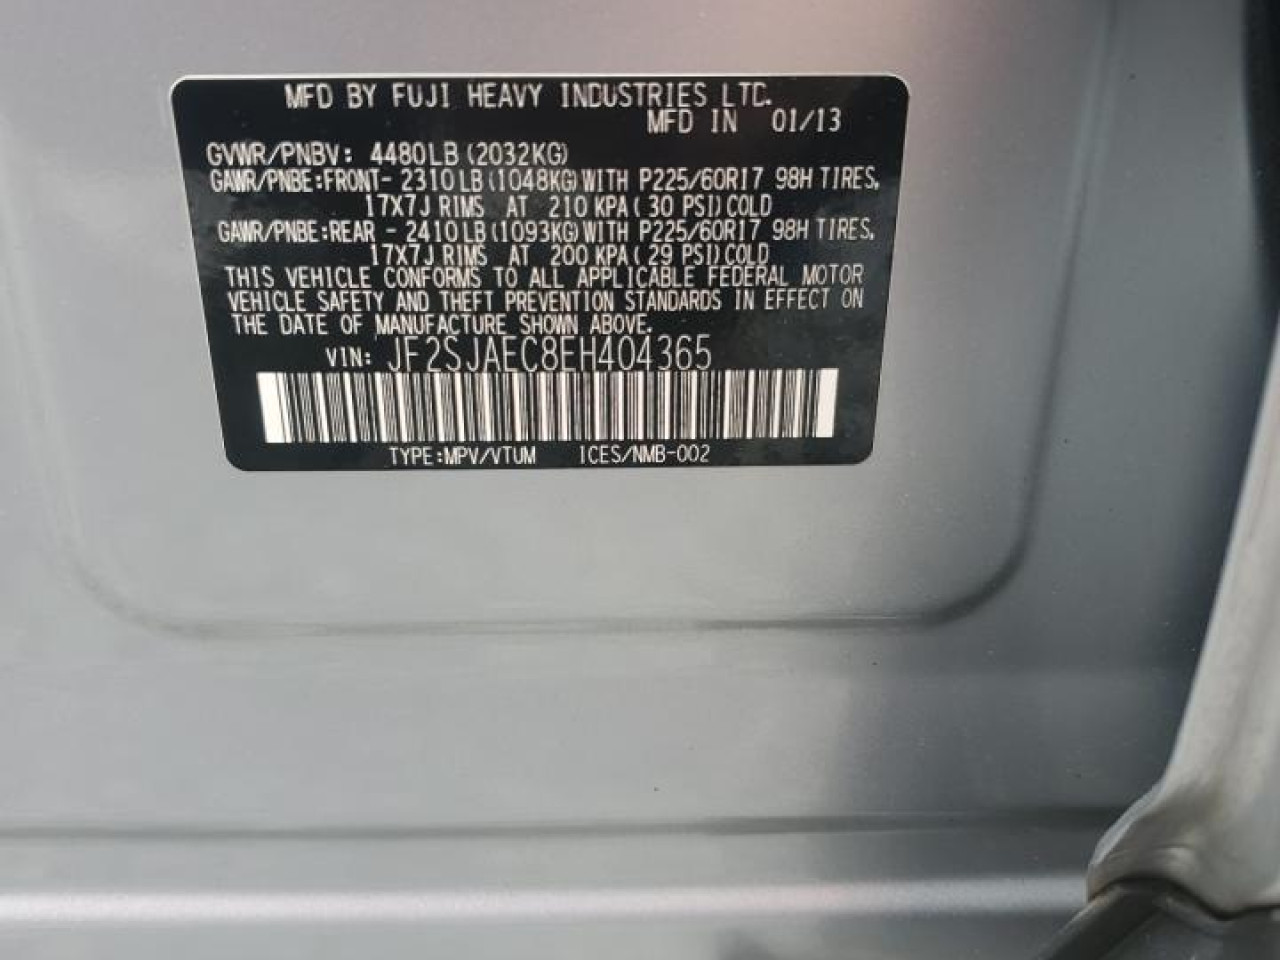 MFD BY FUJI HEAVY INDUSTRIES LTD.
MFD IN 01/13
GVWR/PNBV: 4480LB (2032KG)
GAWR/PNBE:FRONT- 2310LB (1048KG) WITH P225/60R17 98H TIRES,
17X7J RIMS AT 210 KPA ( 30 PSI) COLD
GAWR/PNBE:REAR - 2410LB (1093KG) WITH P225/60R17 98H TIRES,
17X7J RIMS AT 200 KPA ( 29 PSI) COLD
THIS VEHICLE CONFORMS TO ALL APPLICABLE FEDERAL MOTOR
VEHICLE SAFETY AND THEFT PREVENTION STANDARDS IN EFFECT ON
THE DATE OF MANUFACTURE SHOWN ABOVE.
VIN: JF2SJAEC8EH404365
TYPE:MPV/VTUM ICES/NMB-002